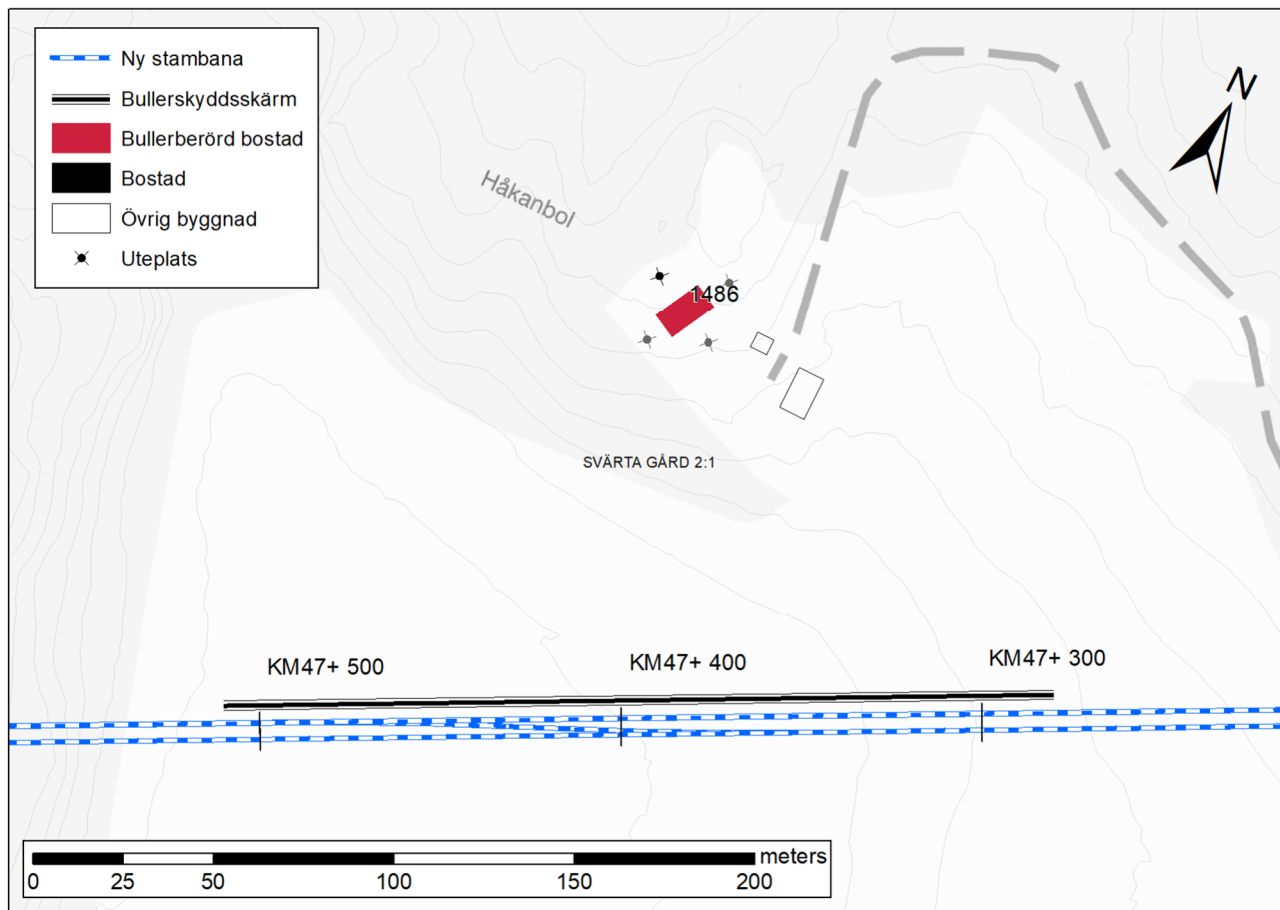 Ny stambana
Bullerskyddsskärm
Bullerberörd bostad
Bostad
Övrig byggnad
Uteplats
N
Håkanbol
1486
SVÄRTA GÅRD 2:1
KM47+ 500
KM47+ 400
KM47+ 300
meters
0 25 50 100 150 200